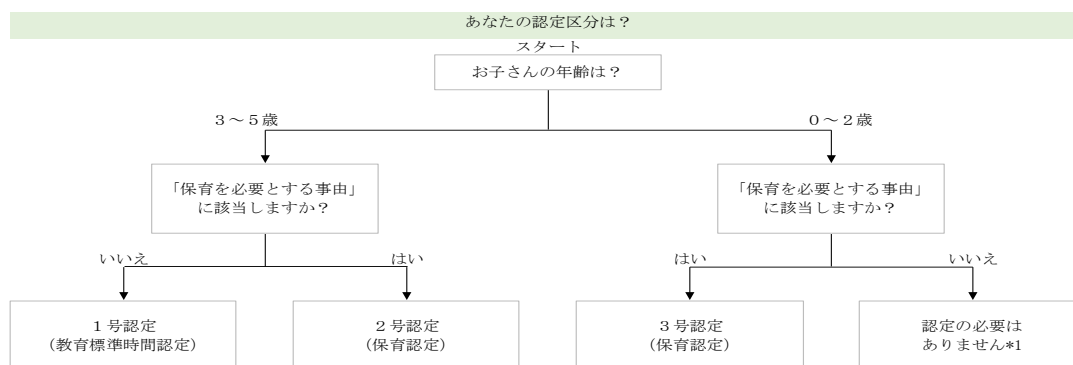 あなたの認定区分は？
スタート
お子さんの年齢は？
３～５歳
０～２歳
「保育を必要とする事由」
に該当しますか？
「保育を必要とする事由」
に該当しますか？
いいえ
はい
はい
いいえ
１号認定
（教育標準時間認定）
２号認定
（保育認定）
３号認定
（保育認定）
認定の必要は
ありません*1